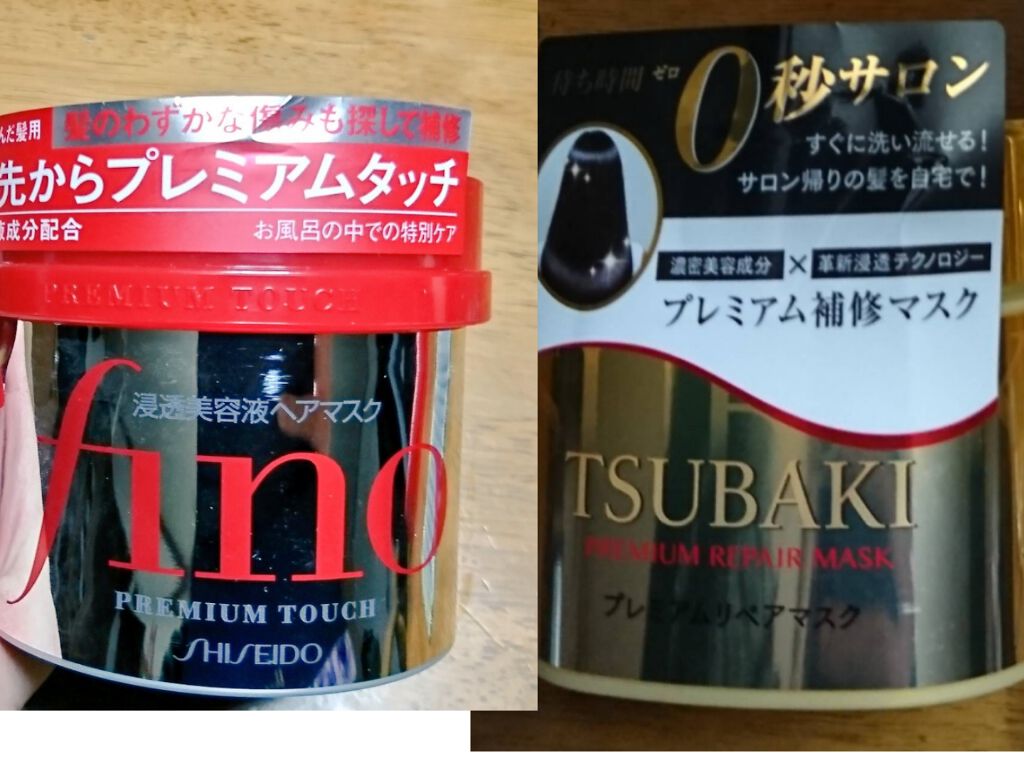 んだ髪用
髪のわずかな傷みも探して補修
先からプレミアムタッチ
液成分配合
お風呂の中での特別ケア
PREMIUM TOUCH
浸透美容液ヘアマスク
fino
PREMIUM TOUCH
SHISEIDO
待ち時間 ゼロ 0秒サロン
すぐに洗い流せる!
サロン帰りの髪を自宅で!
濃密美容成分×革新浸透テクノロジー
プレミアム補修マスク
TSUBAKI
PREMIUM REPAIR MASK
プレミアムリペアマスク